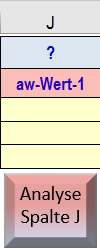 J
?
aw-Wert-1
Analyse
Spalte J